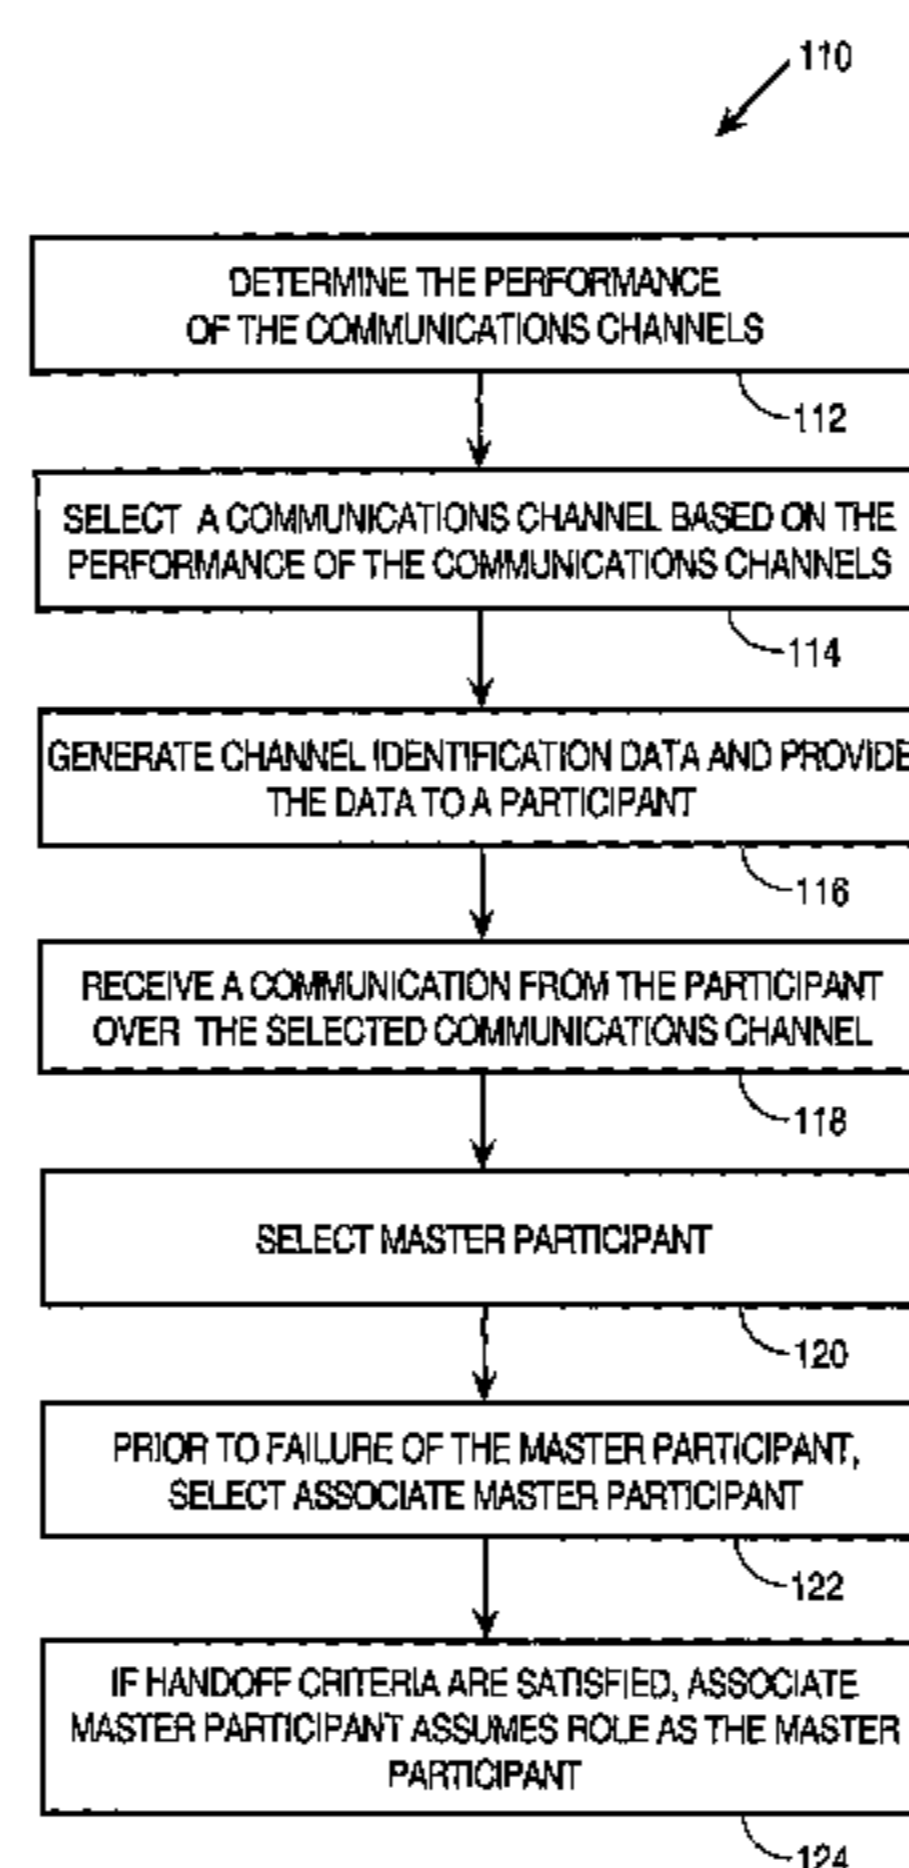 110
DETERMINE THE PERFORMANCE
OF THE COMMUNICATIONS CHANNELS
112
SELECT A COMMUNICATIONS CHANNEL BASED ON THE
PERFORMANCE OF THE COMMUNICATIONS CHANNELS
114
GENERATE CHANNEL IDENTIFICATION DATA AND PROVIDE
THE DATA TO A PARTICIPANT
116
RECEIVE A COMMUNICATION FROM THE PARTICIPANT
OVER THE SELECTED COMMUNICATIONS CHANNEL
118
SELECT MASTER PARTICIPANT
120
PRIOR TO FAILURE OF THE MASTER PARTICIPANT,
SELECT ASSOCIATE MASTER PARTICIPANT
122
IF HANDOFF CRITERIA ARE SATISFIED, ASSOCIATE
MASTER PARTICIPANT ASSUMES ROLE AS THE MASTER
PARTICIPANT
124